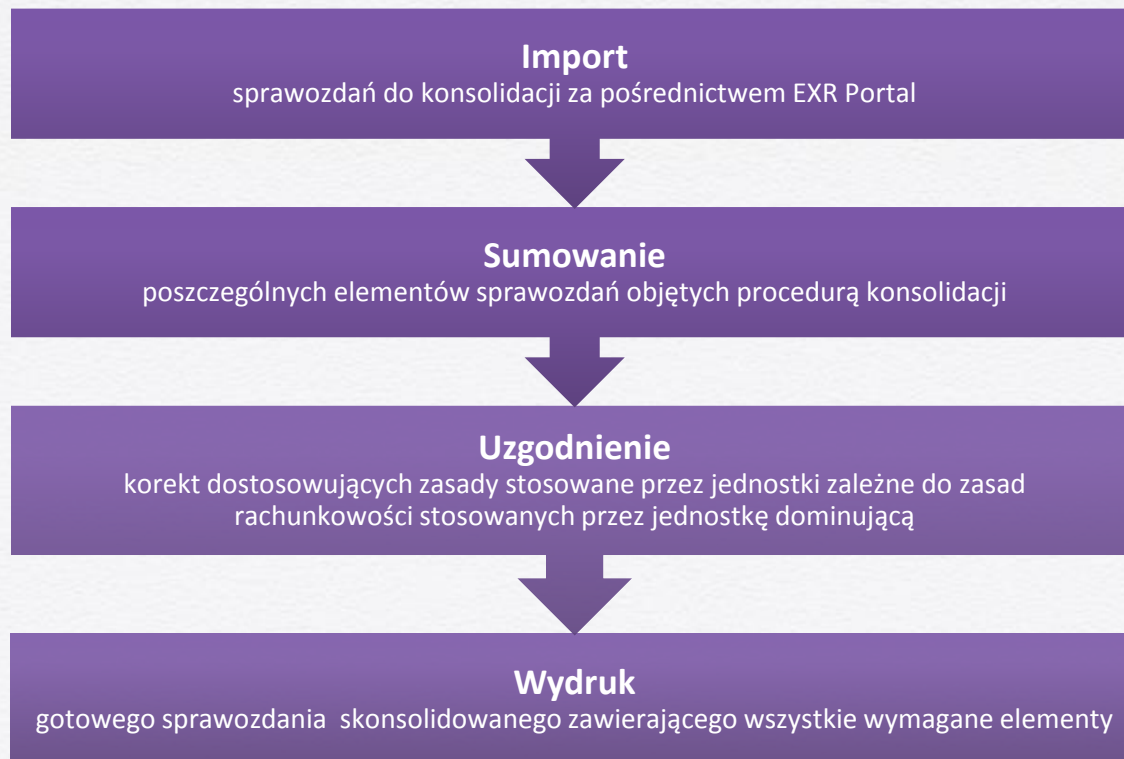 Import
sprawozdań do konsolidacji za pośrednictwem EXR Portal
Sumowanie
poszczególnych elementów sprawozdań objętych procedurą konsolidacji
Uzgodnienie
korekt dostosowujących zasady stosowane przez jednostki zależne do zasad
rachunkowości stosowanych przez jednostkę dominującą
Wydruk
gotowego sprawozdania  skonsolidowanego zawierającego wszystkie wymagane elementy